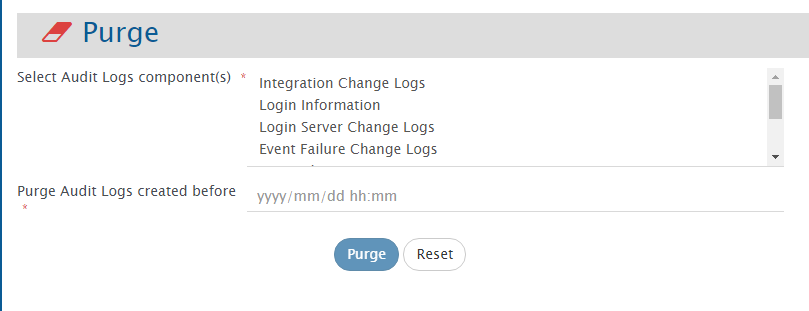 Purge
Select Audit Logs component(s) *
Integration Change Logs
Login Information
Login Server Change Logs
Event Failure Change Logs
Purge Audit Logs created before
*
yyyy/mm/dd hh:mm
Purge
Reset